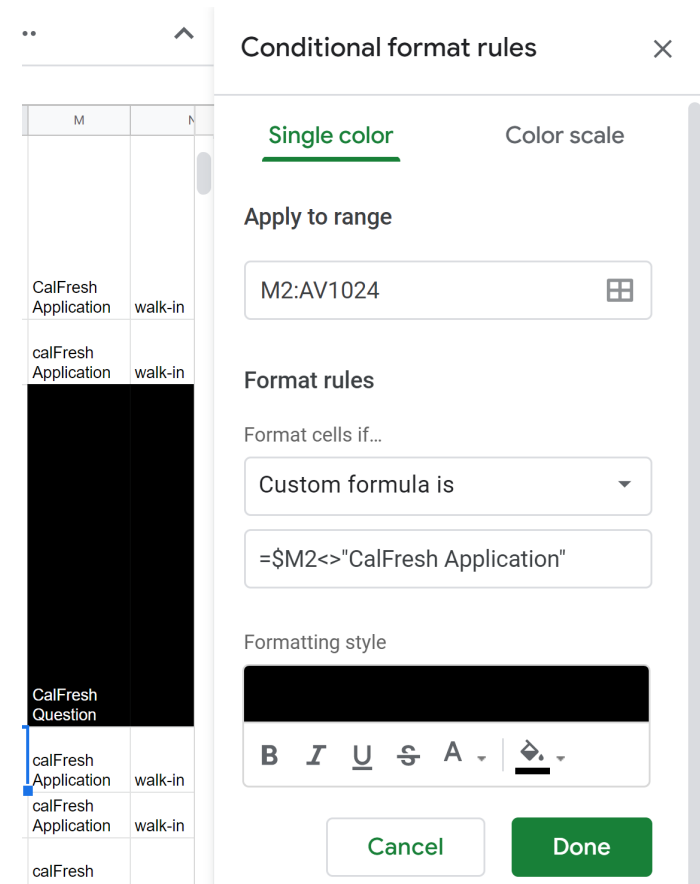 Conditional format rules
M
N
Single color
Color scale
Apply to range
M2:AV1024
CalFresh
Application
walk-in
calFresh
Application
walk-in
Format rules
Format cells if…
Custom formula is
=$M2<>"CalFresh Application"
Formatting style
CalFresh
Question
B I U S A
calFresh
Application
walk-in
calFresh
Application
walk-in
Cancel
Done
calFresh